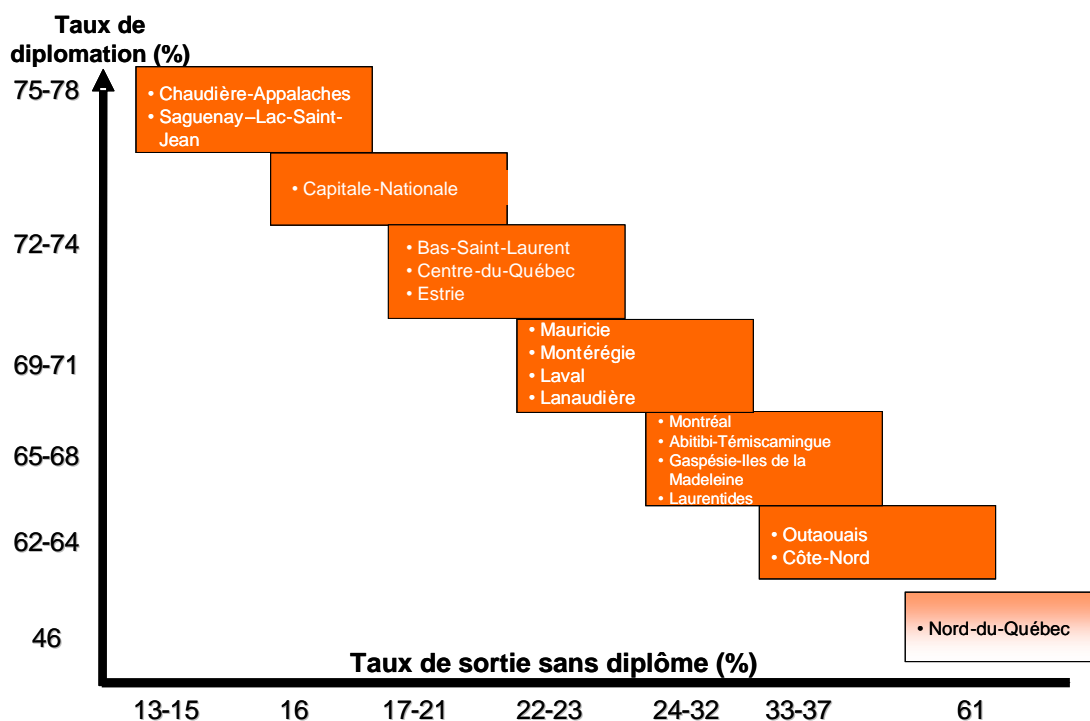 Taux de
diplomation (%)
75-78
• Chaudière-Appalaches
• Saguenay–Lac-Saint-
Jean
• Capitale-Nationale
72-74
• Bas-Saint-Laurent
• Centre-du-Québec
• Estrie
• Mauricie
69-71
• Montérégie
• Laval
• Lanaudière
65-68
• Montréal
• Abitibi-Témiscamingue
• Gaspésie-Iles de la
Madeleine
• Laurentides
62-64
• Outaouais
• Côte-Nord
46
• Nord-du-Québec
Taux de sortie sans diplôme (%)
13-15 16 17-21 22-23 24-32 33-37 61